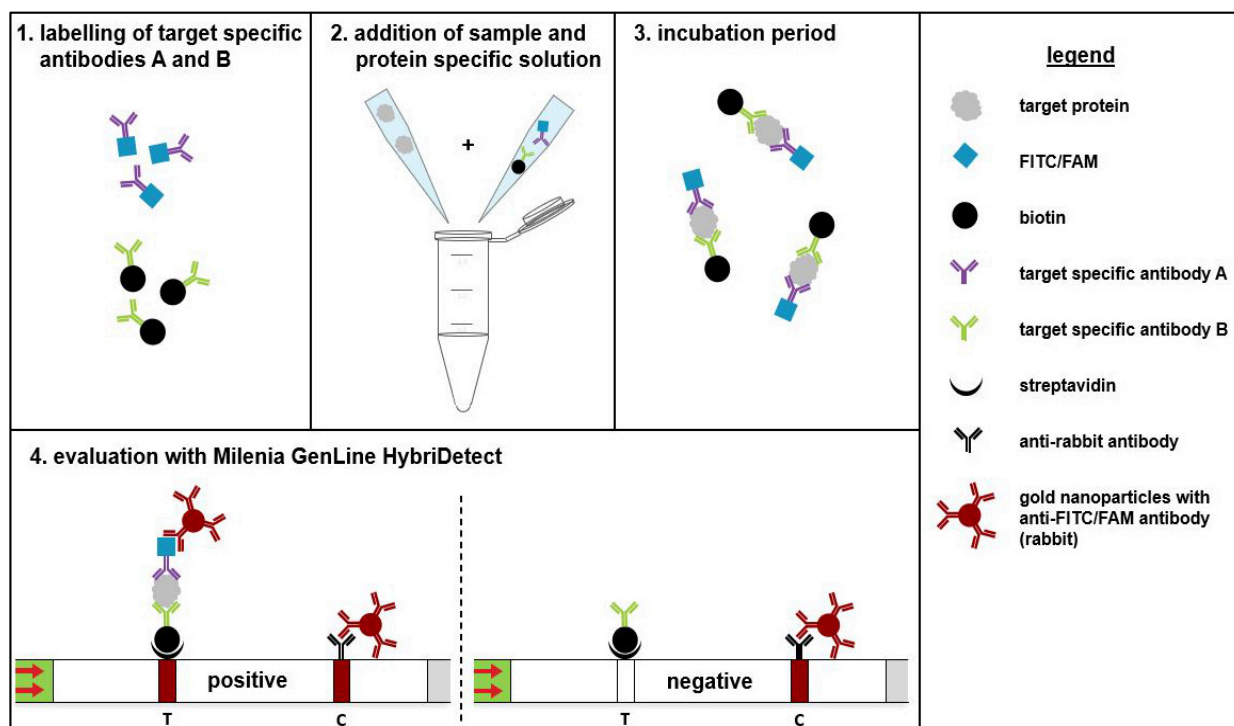 1. labelling of target specific
antibodies A and B
2. addition of sample and
protein specific solution
+
3. incubation period
legend
target protein
FITC/FAM
biotin
target specific antibody A
target specific antibody B
streptavidin
anti-rabbit antibody
gold nanoparticles with
anti-FITC/FAM antibody
(rabbit)
4. evaluation with Milenia GenLine HybriDetect
positive
T
C
negative
T
C